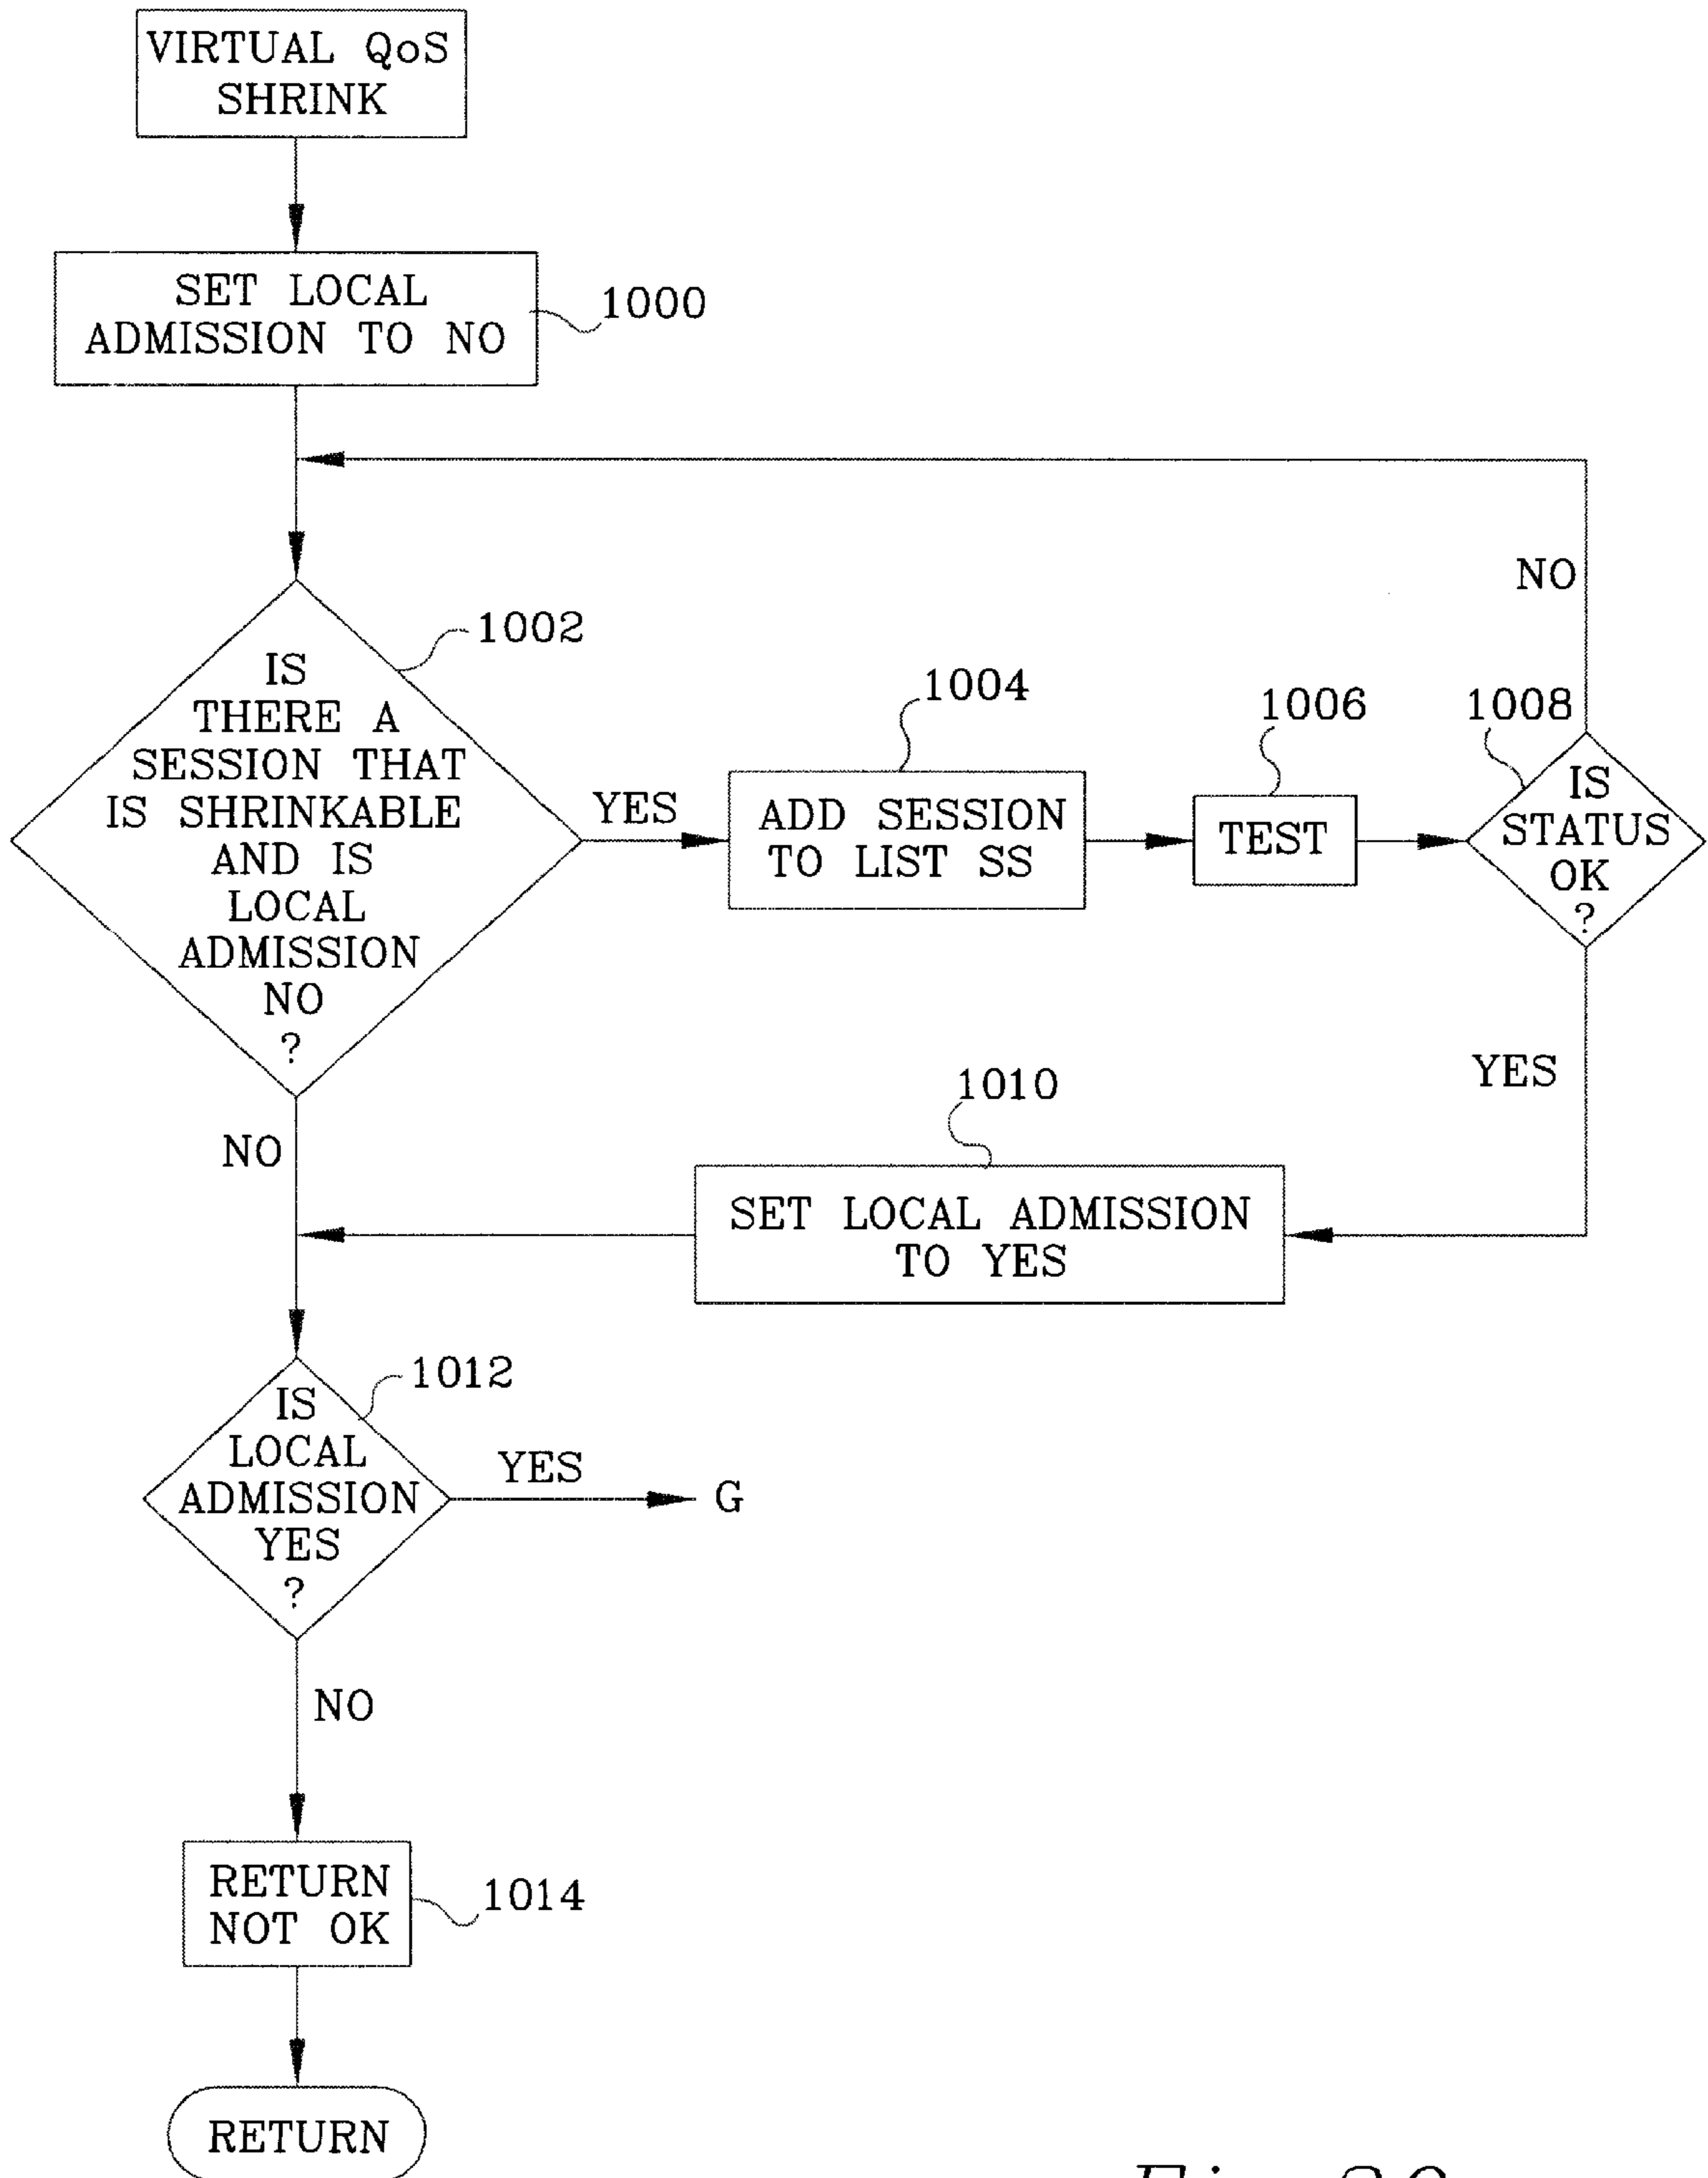 VIRTUAL QoS
SHRINK
SET LOCAL
ADMISSION TO NO
1000
NO
1002
IS
THERE A
SESSION THAT
IS SHRINKABLE
AND IS
LOCAL
ADMISSION
NO
?
YES
1004
ADD SESSION
TO LIST SS
1006
TEST
1008
IS
STATUS
OK
?
YES
NO
1010
SET LOCAL ADMISSION
TO YES
1012
IS
LOCAL
ADMISSION
YES
?
YES
G
NO
RETURN
NOT OK
1014
RETURN